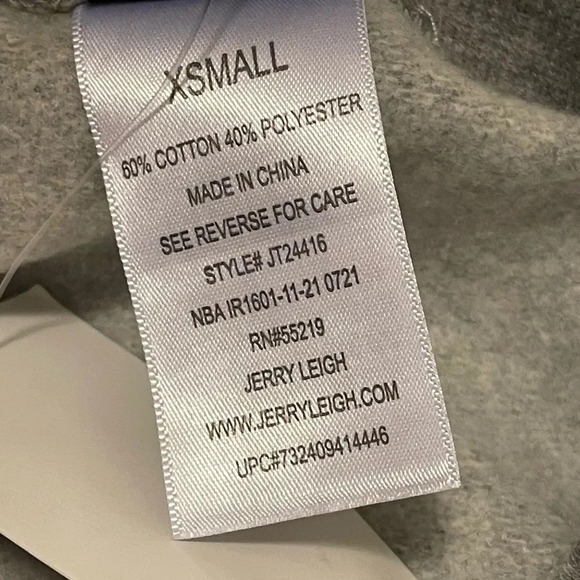 XSMALL
60% COTTON 40% POLYESTER
MADE IN CHINA
SEE REVERSE FOR CARE
STYLE# JT24416
NBA IR1601-11-21 0721
RN#55219
JERRY LEIGH
WWW.JERRYLEIGH.COM
UPC#732409414446